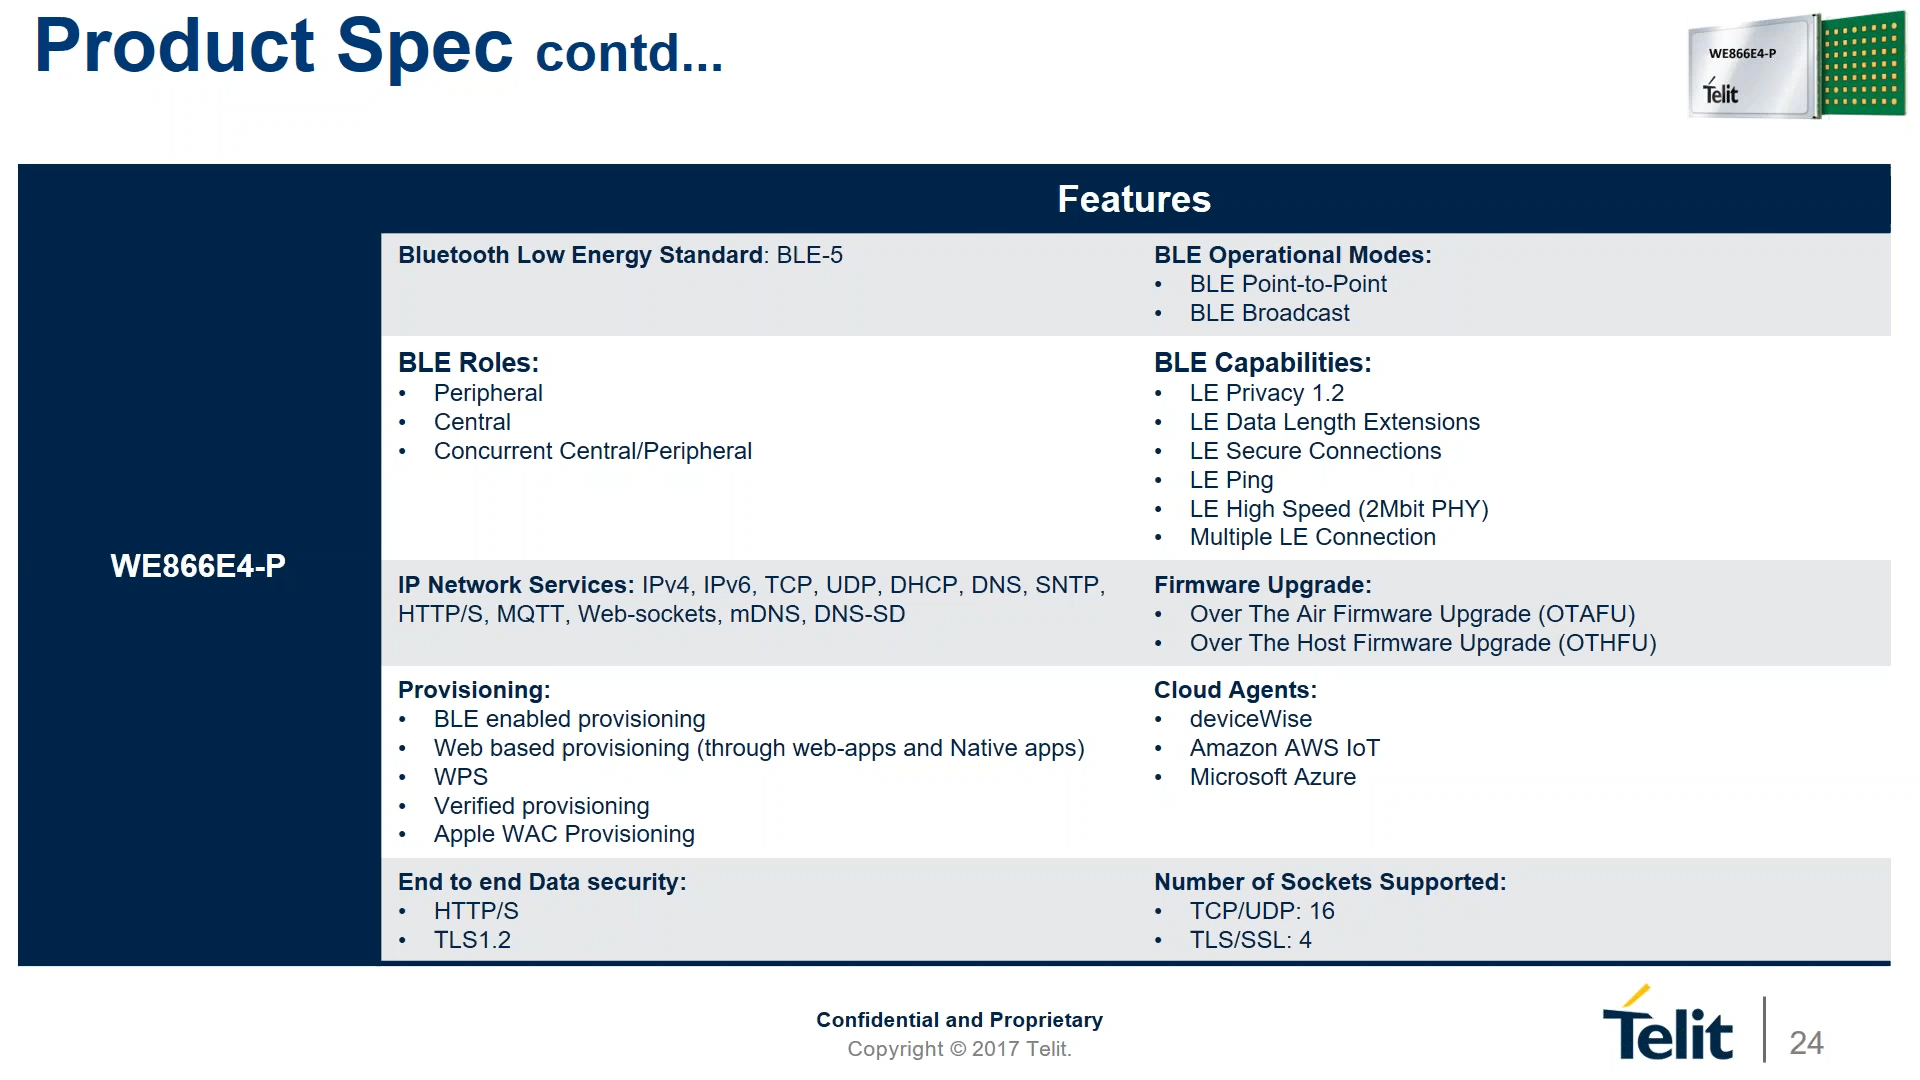 Product Spec contd...
WE866E4-P
Telit
Features
WE866E4-P
Bluetooth Low Energy Standard: BLE-5
BLE Operational Modes:
• BLE Point-to-Point
• BLE Broadcast
BLE Roles:
• Peripheral
• Central
• Concurrent Central/Peripheral
BLE Capabilities:
• LE Privacy 1.2
• LE Data Length Extensions
• LE Secure Connections
• LE Ping
• LE High Speed (2Mbit PHY)
• Multiple LE Connection
IP Network Services: IPv4, IPv6, TCP, UDP, DHCP, DNS, SNTP,
HTTP/S, MQTT, Web-sockets, mDNS, DNS-SD
Firmware Upgrade:
• Over The Air Firmware Upgrade (OTAFU)
• Over The Host Firmware Upgrade (OTHFU)
Provisioning:
• BLE enabled provisioning
• Web based provisioning (through web-apps and Native apps)
• WPS
• Verified provisioning
• Apple WAC Provisioning
Cloud Agents:
• deviceWise
• Amazon AWS IoT
• Microsoft Azure
End to end Data security:
• HTTP/S
• TLS1.2
Number of Sockets Supported:
• TCP/UDP: 16
• TLS/SSL: 4
Confidential and Proprietary
Copyright © 2017 Telit.
Telit
24